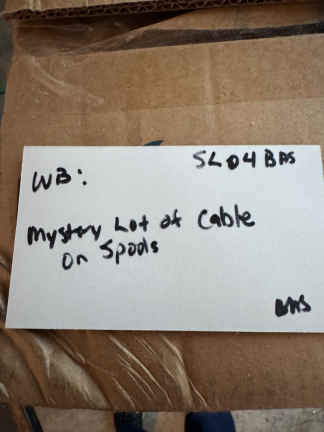 SL04BAS
WB:
Mystery Lot of Cable
on Spools
BAS